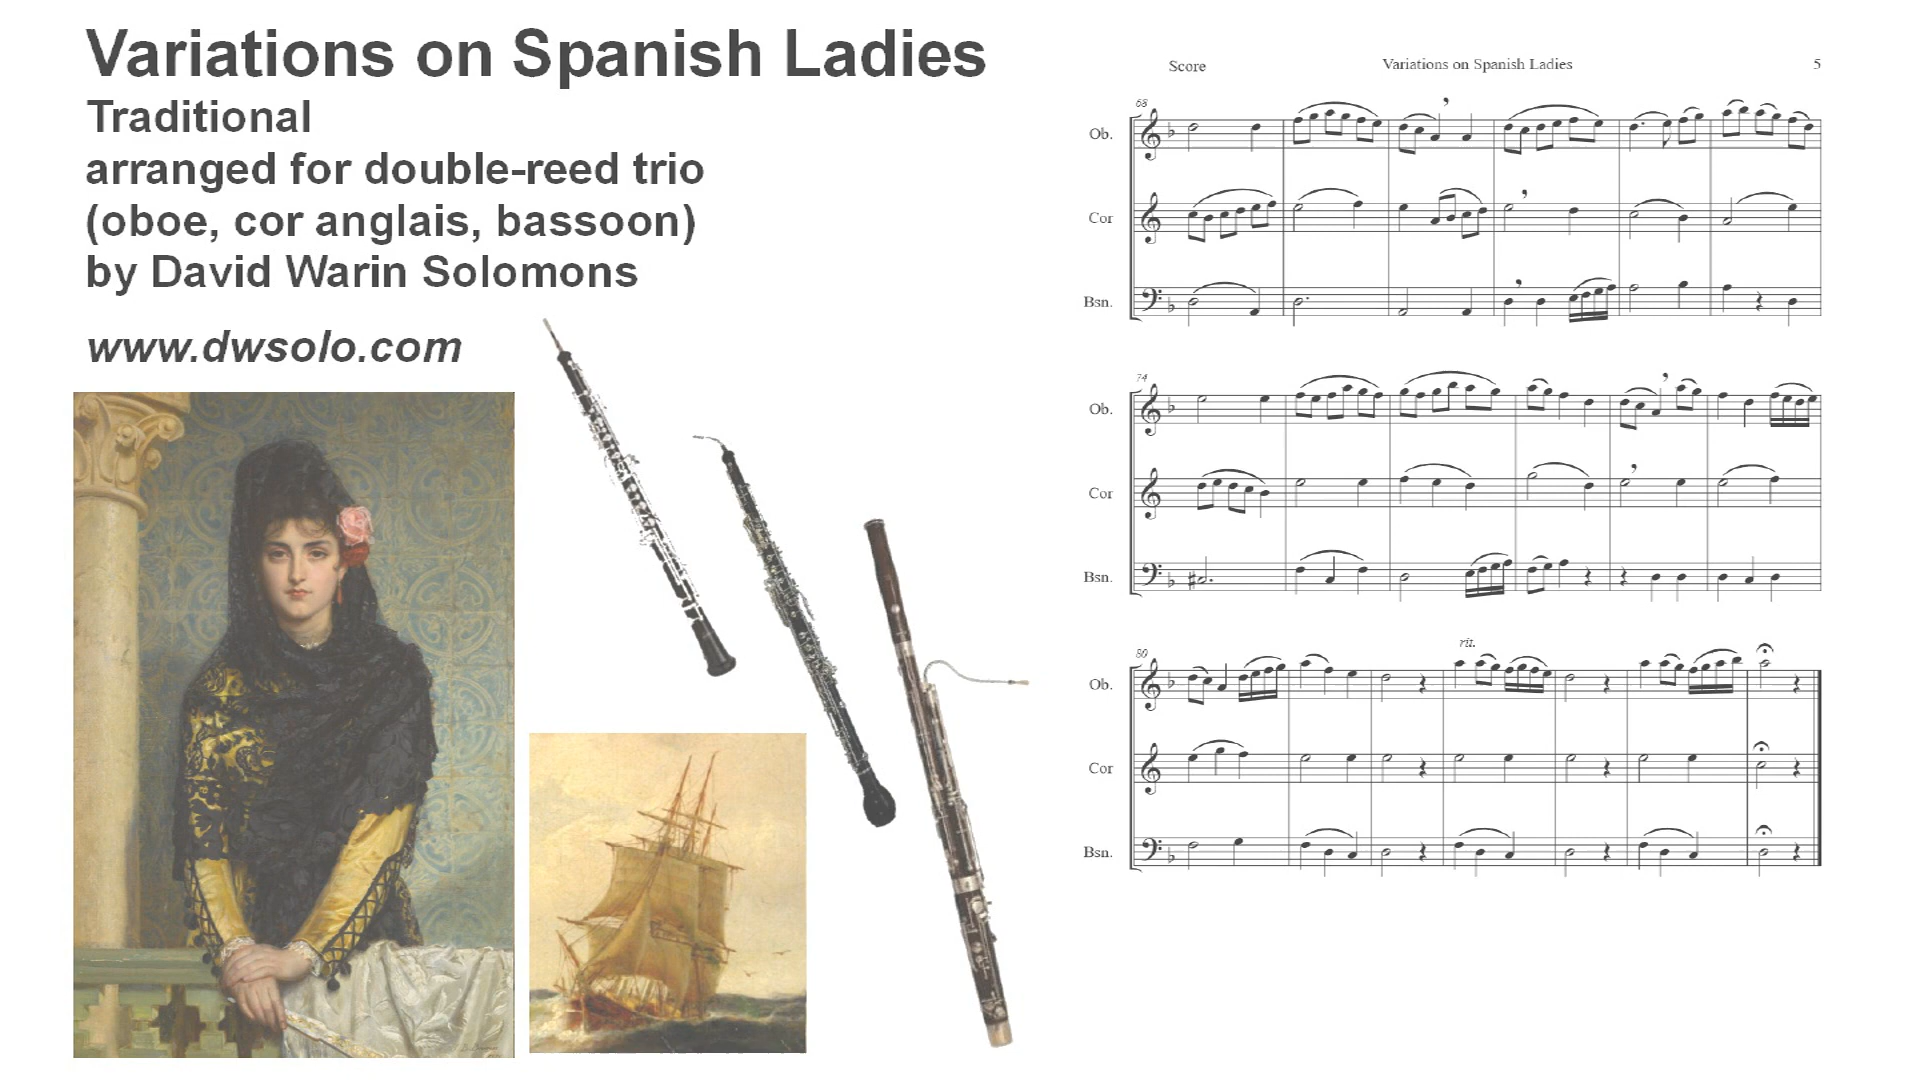 Variations on Spanish Ladies
Traditional
arranged for double-reed trio
(oboe, cor anglais, bassoon)
by David Warin Solomons
www.dwsolo.com
Score Variations on Spanish Ladies 5
68
Ob.
Cor
Bsn.
74
Ob.
Cor
Bsn.
rit.
80
Ob.
Cor
Bsn.